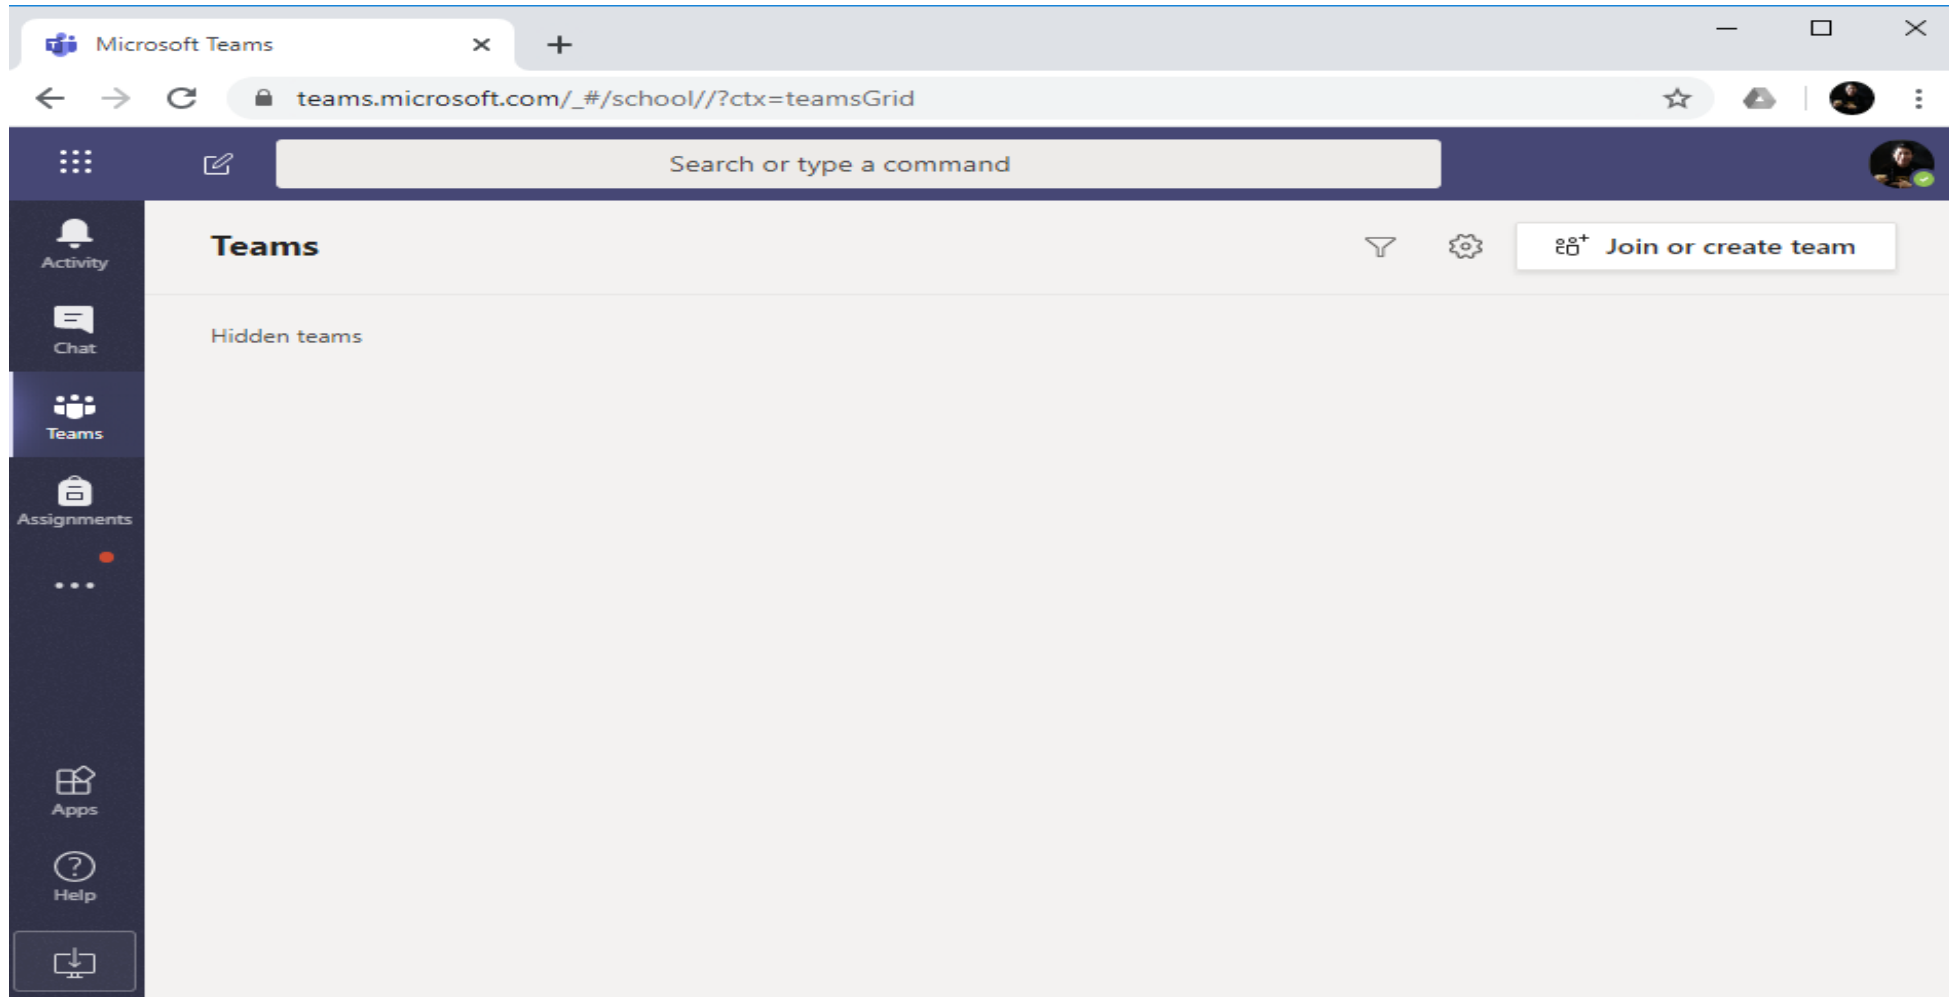 Microsoft Teams
teams.microsoft.com/_#/school//?ctx=teamsGrid
Search or type a command
Activity
Teams
Join or create team
Chat
Hidden teams
Teams
Assignments
Apps
Help